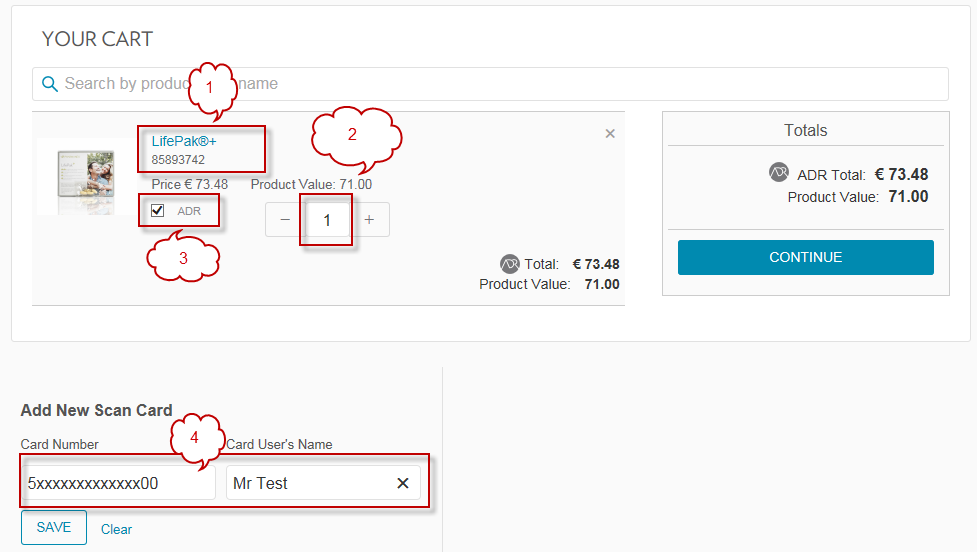 YOUR CART
Search by produc name
1
LifePak®+
85893742
2
Price € 73.48 Product Value: 71.00
ADR
− 1 +
3
ADR Total: € 73.48
Product Value: 71.00
Totals
ADR ADR Total: € 73.48
Product Value: 71.00
CONTINUE
Add New Scan Card
4
Card Number Card User's Name
5xxxxxxxxxxxxx00 Mr Test
SAVE Clear